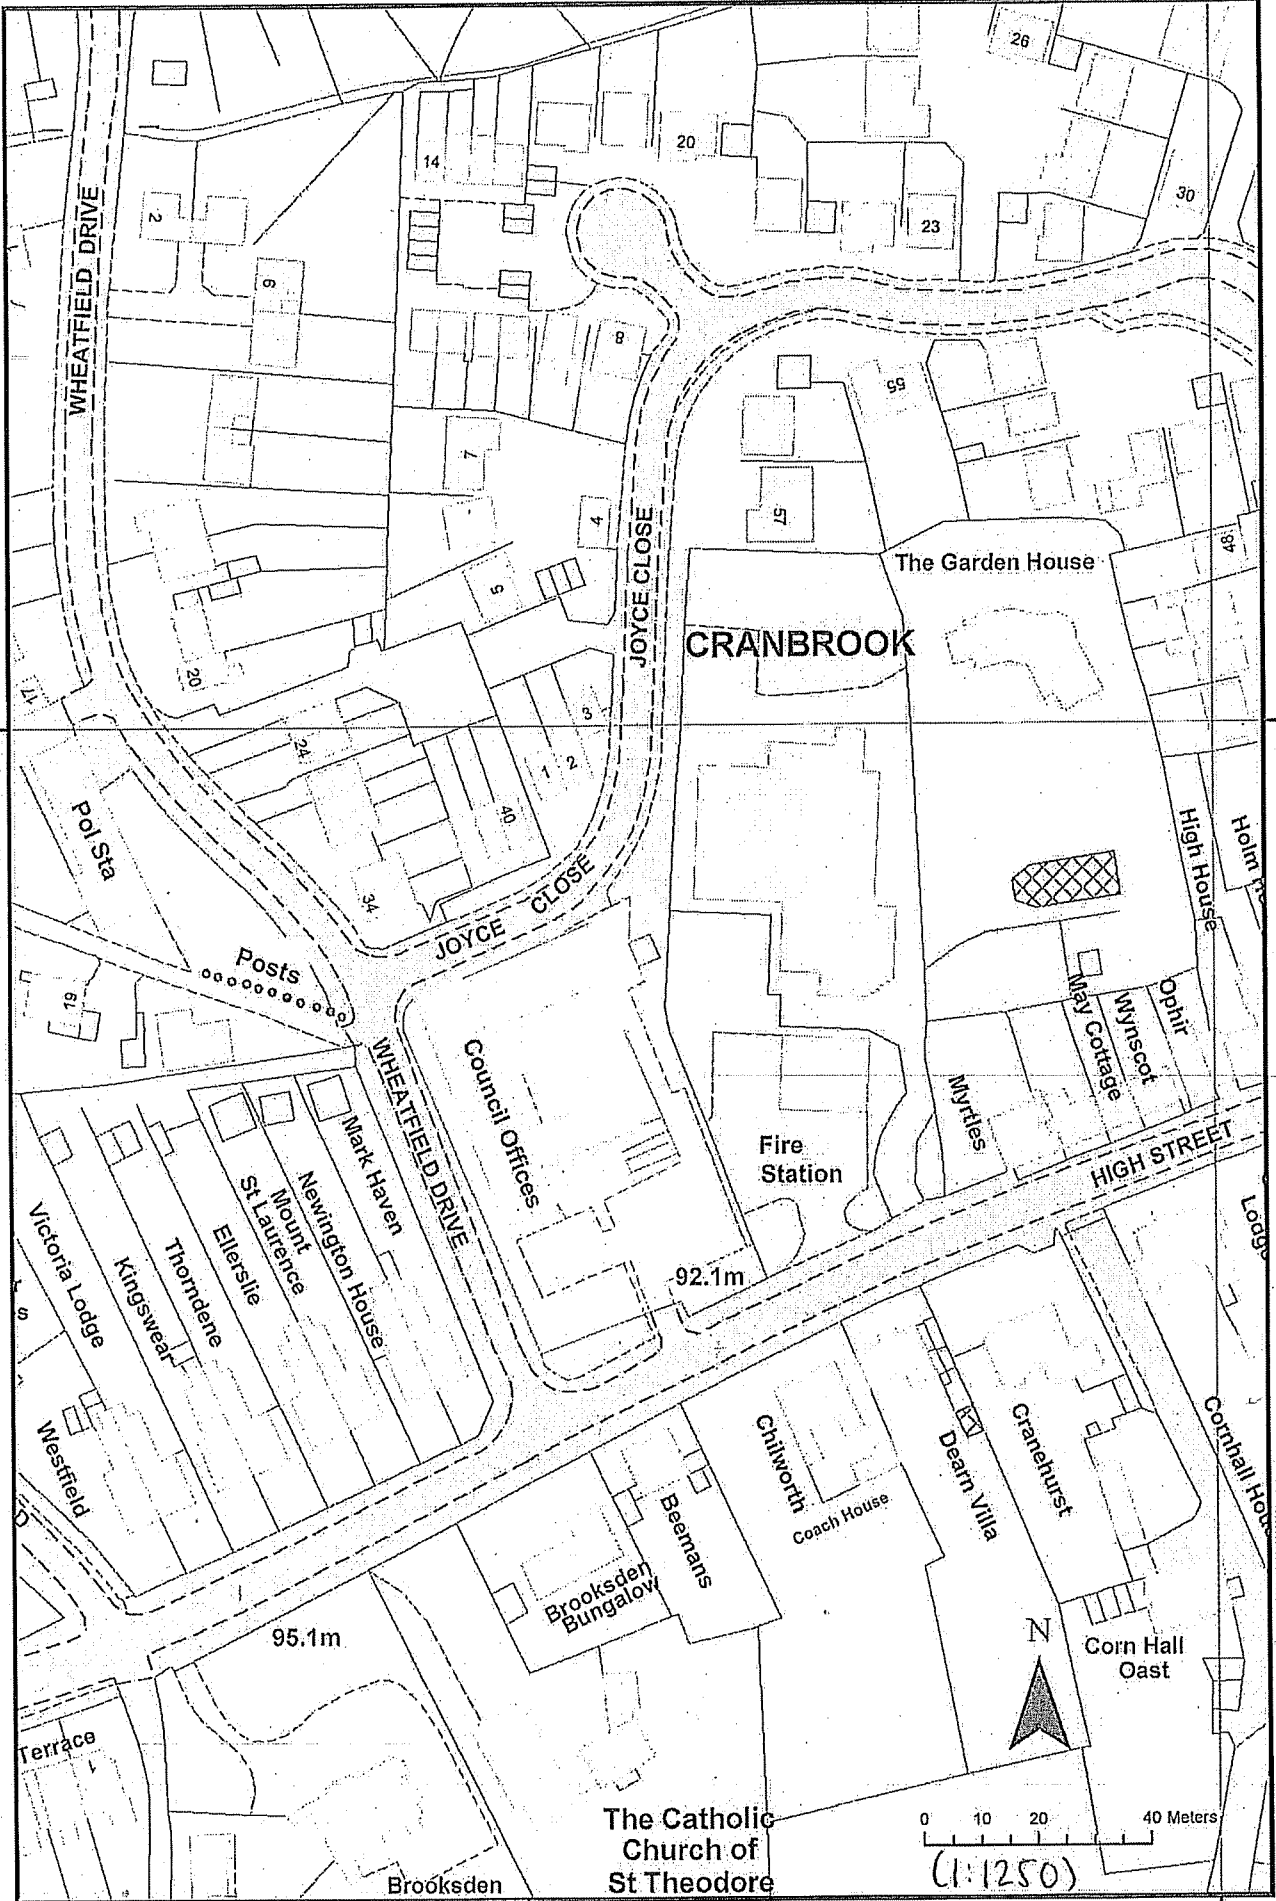 26
20
14
30
23
2
WHEATFIELD DRIVE
6
8
55
7
57
4
48
JOYCE CLOSE
The Garden House
5
CRANBROOK
20
17
3
24
1
2
40
Pol Sta
High House
Holm
34
JOYCE CLOSE
Posts
19
May Cottage
Wynscot
Ophir
Council Offices
WHEATFIELD DRIVE
Myrtles
Mark Haven
Fire
Station
HIGH STREET
Newington House
Mount
St Laurence
Ellerslie
Thorndene
Kingswear
Victoria Lodge
Lodge
92.1m
Westfield
Chilworth
Coach House
Dearn Villa
Cranehurst
Cornhall Hou
Beemans
Brooksden
Bungalow
95.1m
N
Corn Hall
Oast
Terrace
1
The Catholic
Church of
St Theodore
Brooksden
0 10 20 40 Meters
(1:1250)